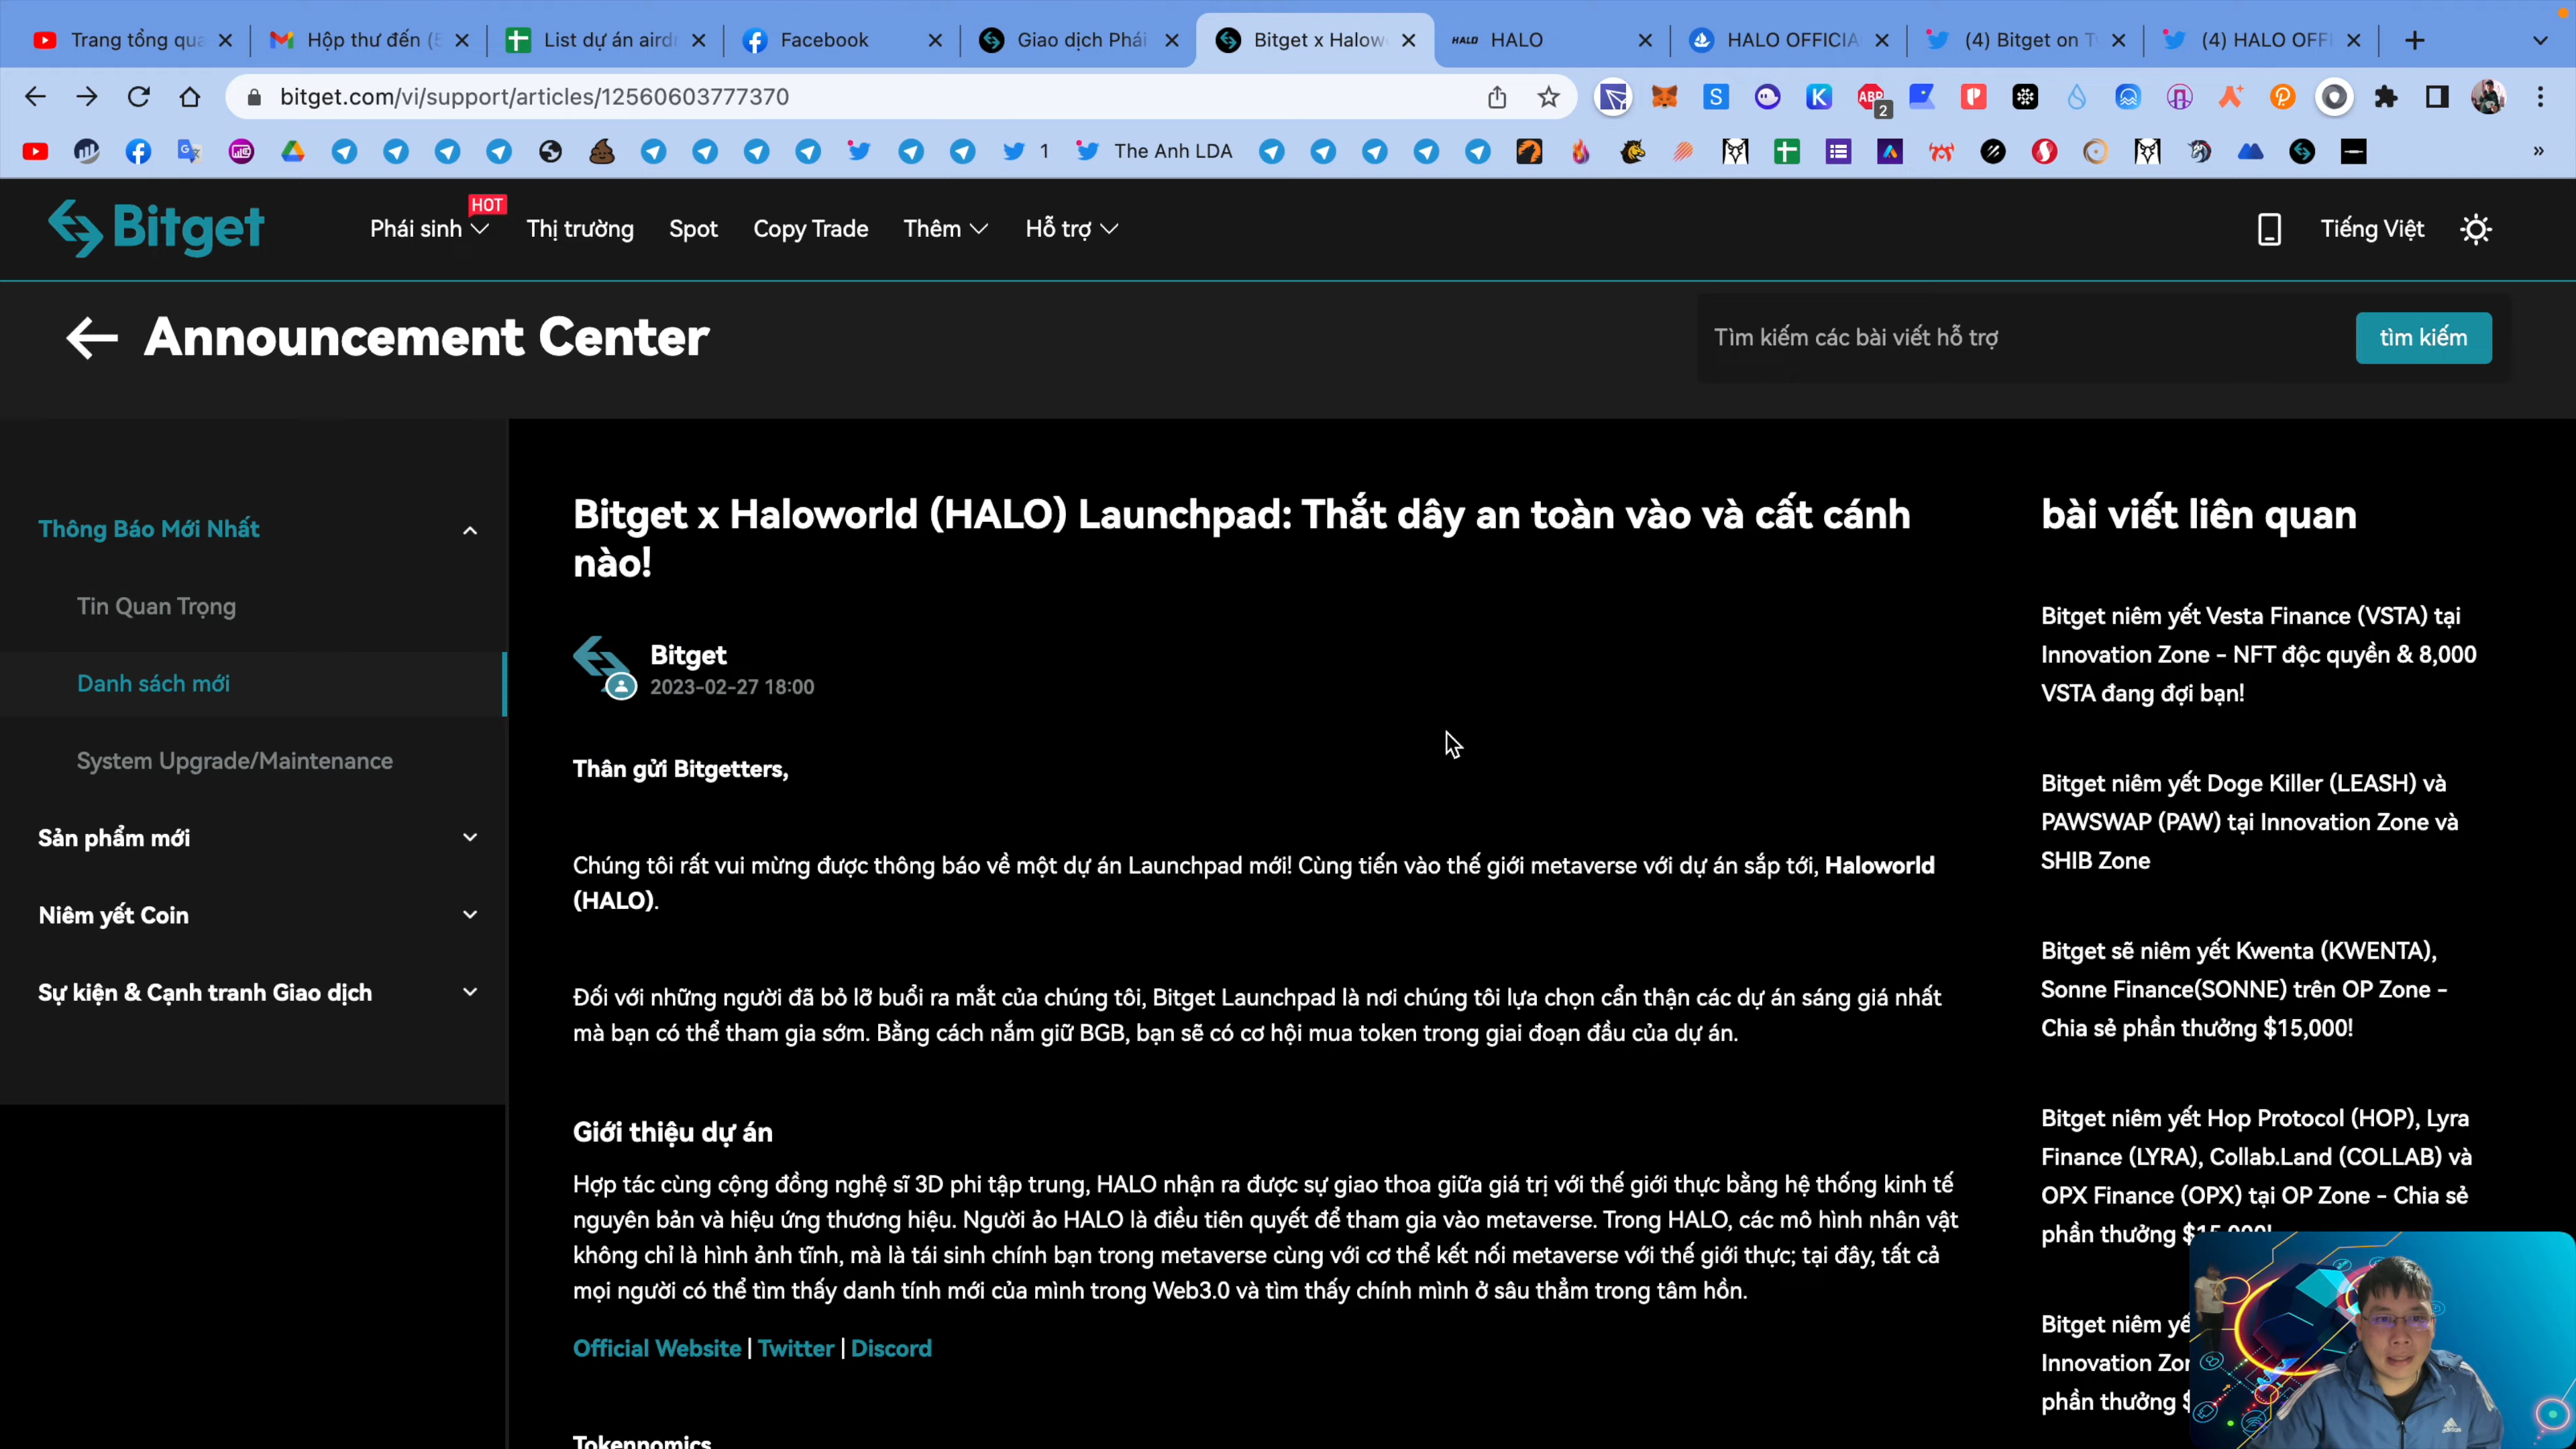 Trang tổng qua
Hộp thư đến (5
List dự án aird
Facebook
Giao dịch Phái
Bitget x Halow
HALO HALO
HALO OFFICIA
(4) Bitget on T
(4) HALO OFF
bitget.com/vi/support/articles/12560603777370
S
K
ABP
2
1
The Anh LDA
»
Bitget
Phái sinh
HOT
Thị trường
Spot
Copy Trade
Thêm
Hỗ trợ
Tiếng Việt
Announcement Center
Tìm kiếm các bài viết hỗ trợ
tìm kiếm
Thông Báo Mới Nhất
Tin Quan Trọng
Danh sách mới
System Upgrade/Maintenance
Sản phẩm mới
Niêm yết Coin
Sự kiện & Cạnh tranh Giao dịch
Bitget x Haloworld (HALO) Launchpad: Thắt dây an toàn vào và cất cánh
nào!
Bitget
2023-02-27 18:00
Thân gửi Bitgetters,
Chúng tôi rất vui mừng được thông báo về một dự án Launchpad mới! Cùng tiến vào thế giới metaverse với dự án sắp tới, Haloworld
(HALO).
Đối với những người đã bỏ lỡ buổi ra mắt của chúng tôi, Bitget Launchpad là nơi chúng tôi lựa chọn cẩn thận các dự án sáng giá nhất
mà bạn có thể tham gia sớm. Bằng cách nắm giữ BGB, bạn sẽ có cơ hội mua token trong giai đoạn đầu của dự án.
Giới thiệu dự án
Hợp tác cùng cộng đồng nghệ sĩ 3D phi tập trung, HALO nhận ra được sự giao thoa giữa giá trị với thế giới thực bằng hệ thống kinh tế
nguyên bản và hiệu ứng thương hiệu. Người ảo HALO là điều tiên quyết để tham gia vào metaverse. Trong HALO, các mô hình nhân vật
không chỉ là hình ảnh tĩnh, mà là tái sinh chính bạn trong metaverse cùng với cơ thể kết nối metaverse với thế giới thực; tại đây, tất cả
mọi người có thể tìm thấy danh tính mới của mình trong Web3.0 và tìm thấy chính mình ở sâu thẳm trong tâm hồn.
Official Website | Twitter | Discord
Tokennomics
bài viết liên quan
Bitget niêm yết Vesta Finance (VSTA) tại
Innovation Zone - NFT độc quyền & 8,000
VSTA đang đợi bạn!
Bitget niêm yết Doge Killer (LEASH) và
PAWSWAP (PAW) tại Innovation Zone và
SHIB Zone
Bitget sẽ niêm yết Kwenta (KWENTA),
Sonne Finance(SONNE) trên OP Zone -
Chia sẻ phần thưởng $15,000!
Bitget niêm yết Hop Protocol (HOP), Lyra
Finance (LYRA), Collab.Land (COLLAB) và
OPX Finance (OPX) tại OP Zone - Chia sẻ
phần thưởng $15,000!
Bitget niêm yế
Innovation Zon
phần thưởng $
adidas